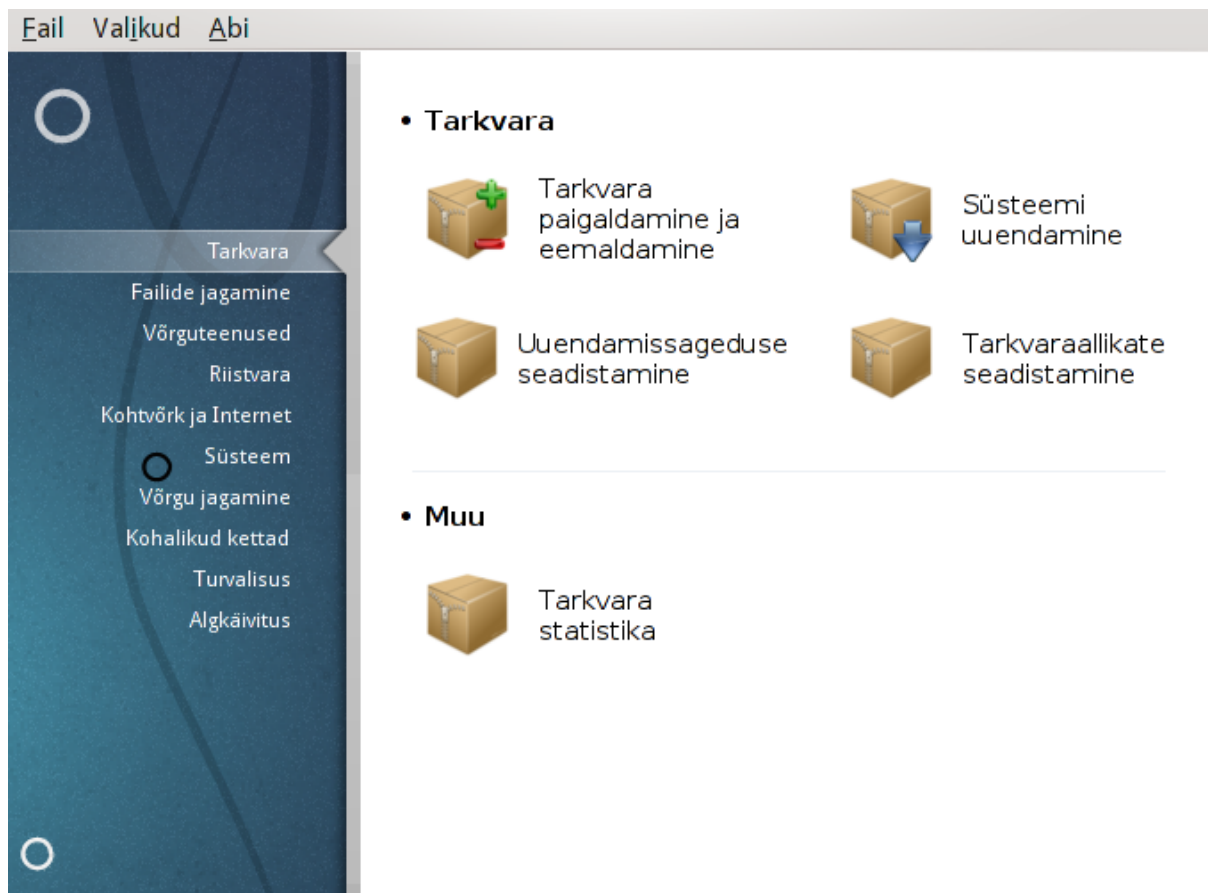 Fail Valikud Abi
Tarkvara
Failide jagamine
Võrguteenused
Riistvara
Kohtvõrk ja Internet
Süsteem
Võrgu jagamine
Kohalikud kettad
Turvalisus
Algkäivitus
• Tarkvara
Tarkvara
paigaldamine ja
eemaldamine
Süsteemi
uuendamine
Uuendamissageduse
seadistamine
Tarkvaraallikate
seadistamine
• Muu
Tarkvara
statistika